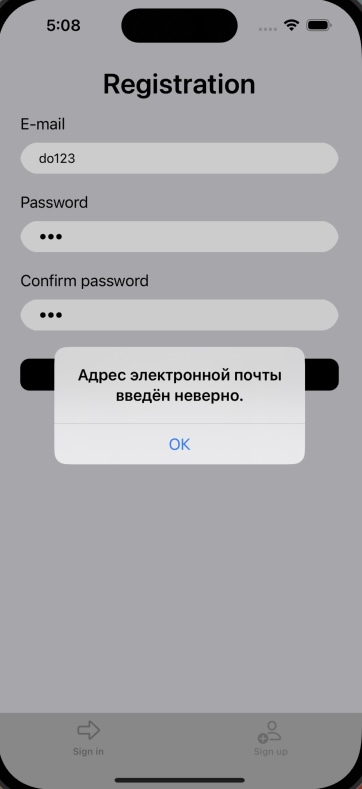 5:08
Registration
E-mail
do123
Password
•••
Confirm password
•••
Адрес электронной почты
введён неверно.
OK
Sign in
Sign up